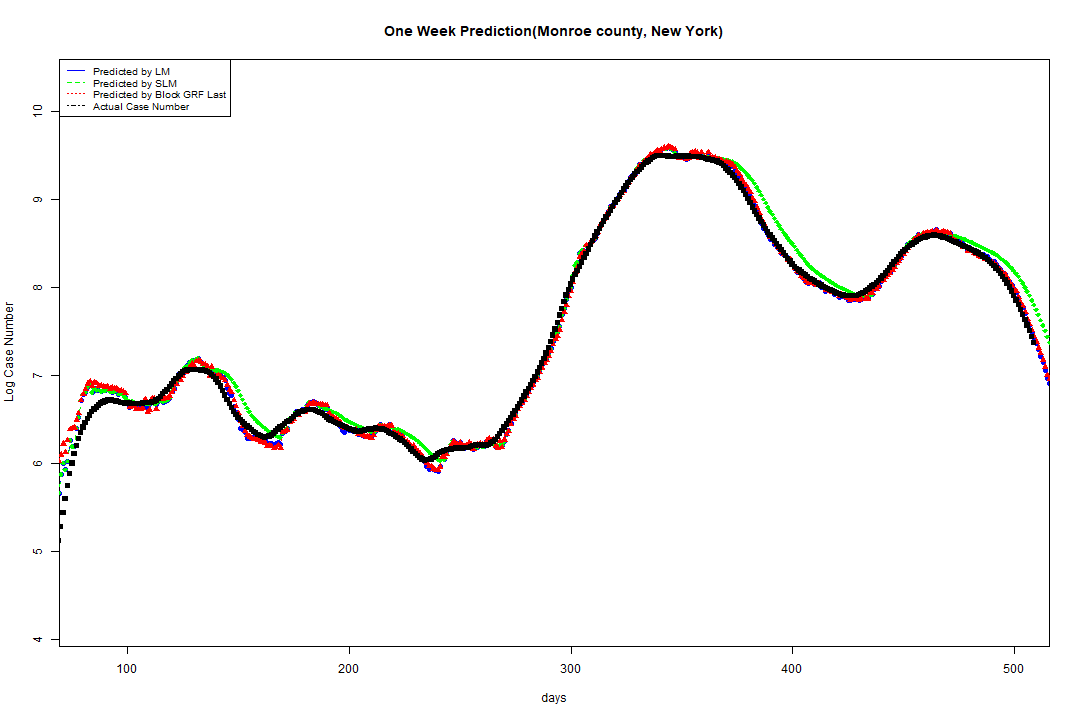 One Week Prediction(Monroe county, New York)
Predicted by LM
Predicted by SLM
Predicted by Block GRF Last
Actual Case Number
Log Case Number
10
9
8
7
6
5
4
100 200 300 400 500
days